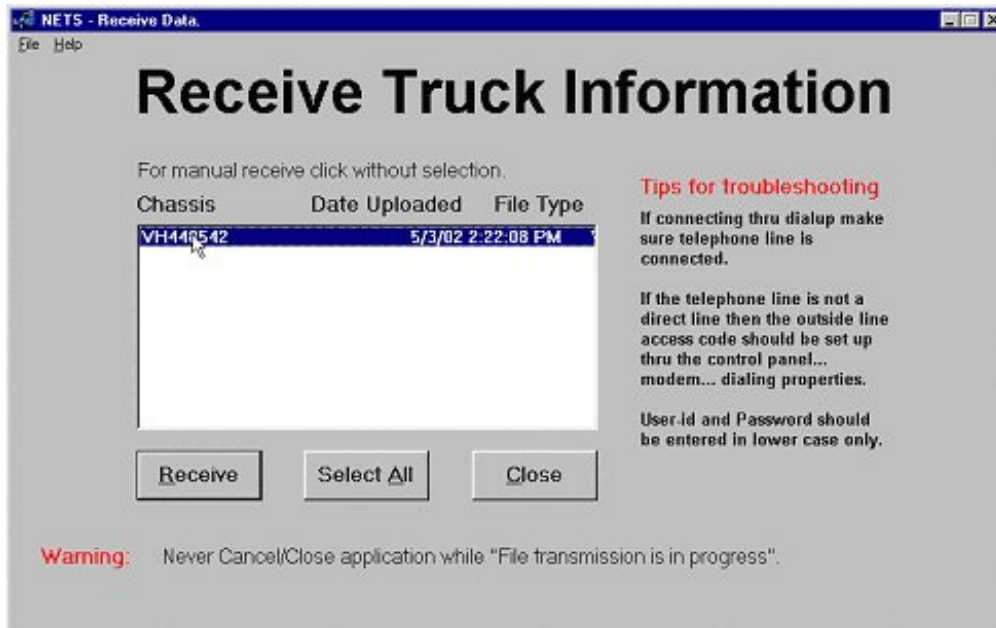 NETS - Receive Data.
File Help
Receive Truck Information
For manual receive click without selection.
Chassis Date Uploaded File Type
5/3/02 2:22:08 PM
Receive Select All Close
Tips for troubleshooting
If connecting thru dialup make
sure telephone line is
connected.
If the telephone line is not a
direct line then the outside line
access code should be set up
thru the control panel...
modem... dialing properties.
User-id and Password should
be entered in lower case only.
Warning: Never Cancel/Close application while "File transmission is in progress".